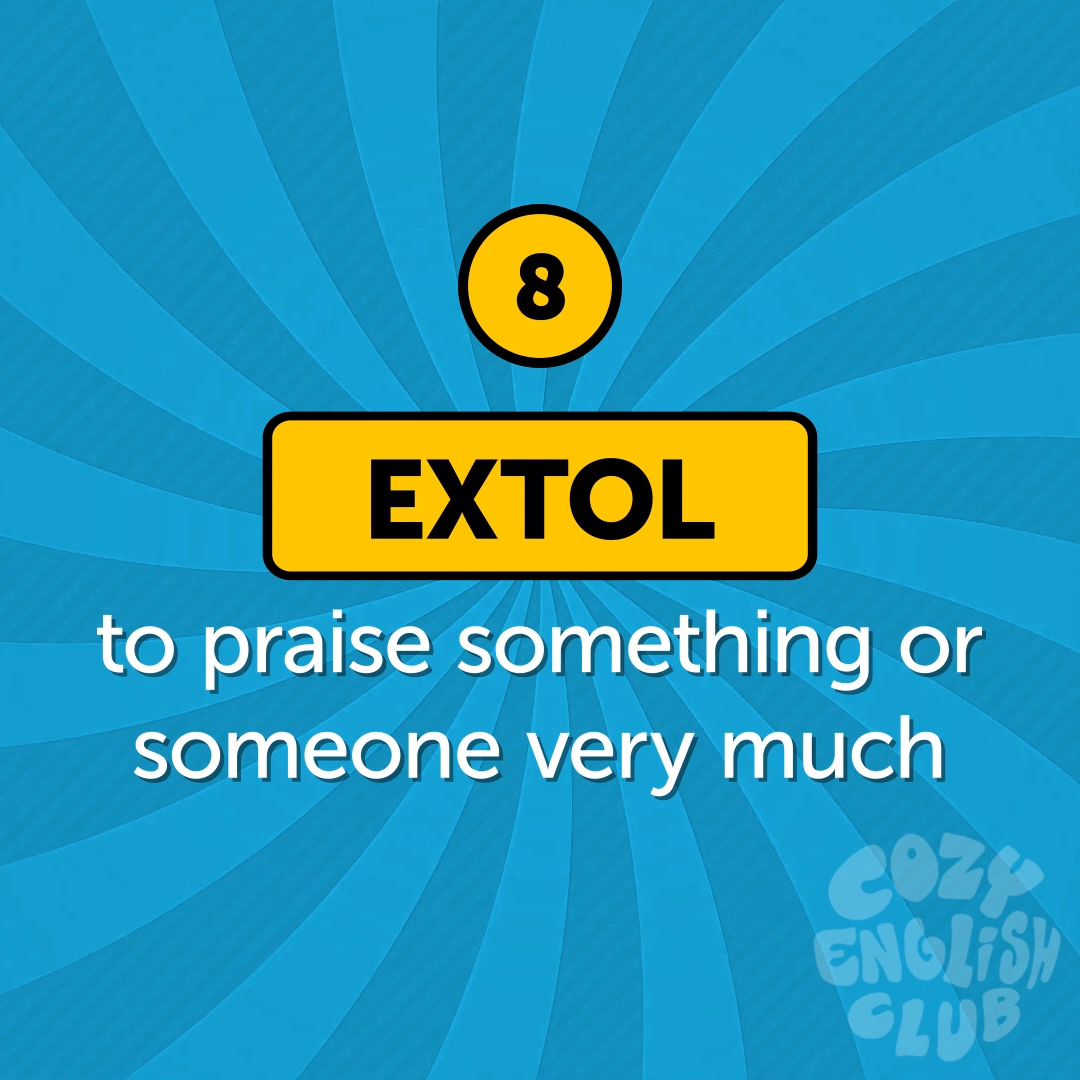 8
EXTOL
to praise something or
someone very much
COZY
ENGLiSH
CLUB